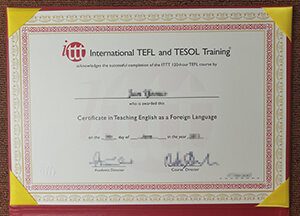 ittt International TEFL and TESOL Training
acknowledges the successful completion of the ITTT 120-hour TEFL course by
who is awarded this
Certificate in Teaching English as a Foreign Language
on the day of in the year
Academic Director Course Director